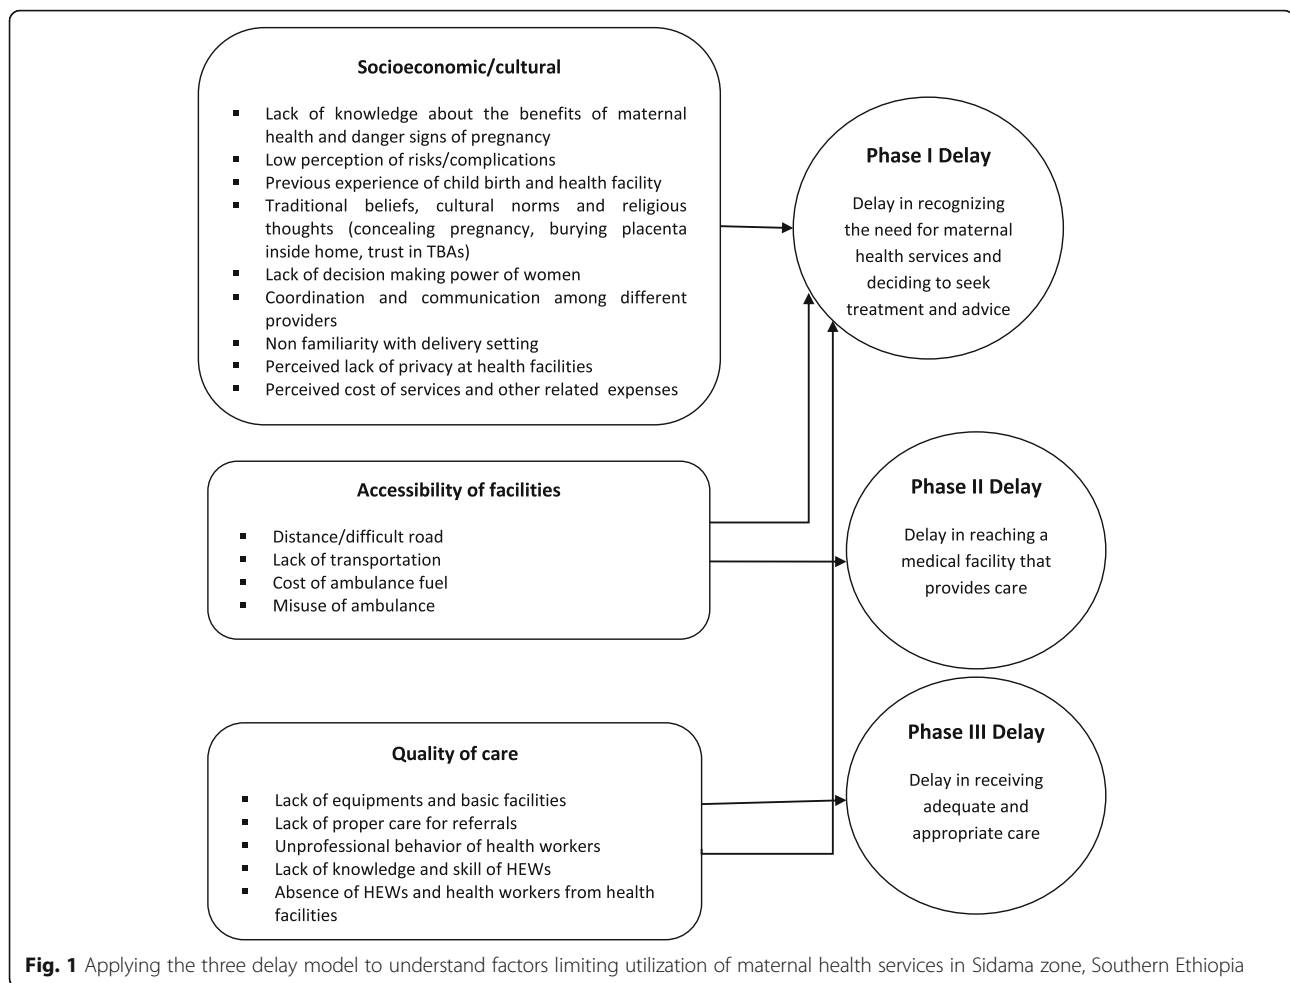 Socioeconomic/cultural
▪ Lack of knowledge about the benefits of maternal
health and danger signs of pregnancy
▪ Low perception of risks/complications
▪ Previous experience of child birth and health facility
▪ Traditional beliefs, cultural norms and religious
thoughts (concealing pregnancy, burying placenta
inside home, trust in TBAs)
▪ Lack of decision making power of women
▪ Coordination and communication among different
providers
▪ Non familiarity with delivery setting
▪ Perceived lack of privacy at health facilities
▪ Perceived cost of services and other related expenses
Phase I Delay
Delay in recognizing
the need for maternal
health services and
deciding to seek
treatment and advice
Accessibility of facilities
▪ Distance/difficult road
▪ Lack of transportation
▪ Cost of ambulance fuel
▪ Misuse of ambulance
Phase II Delay
Delay in reaching a
medical facility that
provides care
Quality of care
▪ Lack of equipments and basic facilities
▪ Lack of proper care for referrals
▪ Unprofessional behavior of health workers
▪ Lack of knowledge and skill of HEWs
▪ Absence of HEWs and health workers from health
facilities
Phase III Delay
Delay in receiving
adequate and
appropriate care
Fig. 1 Applying the three delay model to understand factors limiting utilization of maternal health services in Sidama zone, Southern Ethiopia